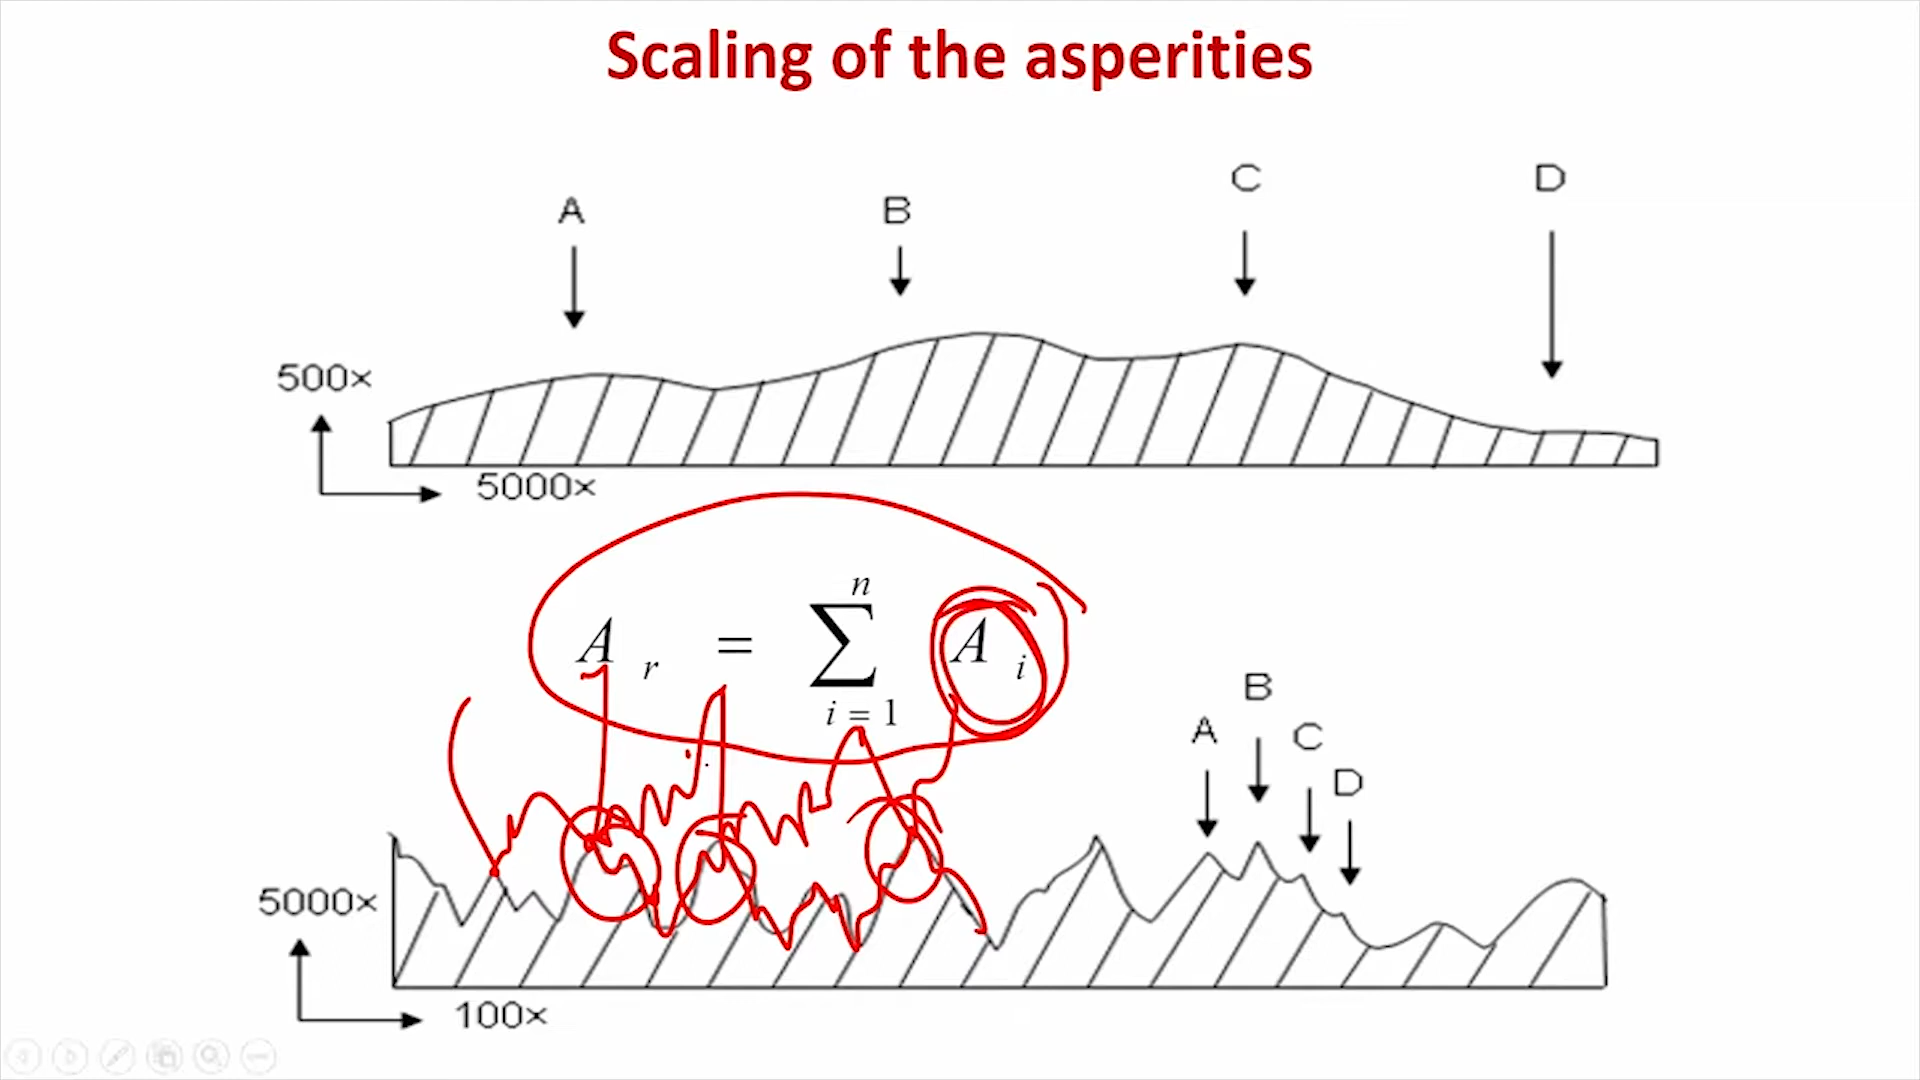 Scaling of the asperities
A B C D
500×
5000×
A r = ∑ n i = 1 A i
A B C D
5000×
100×